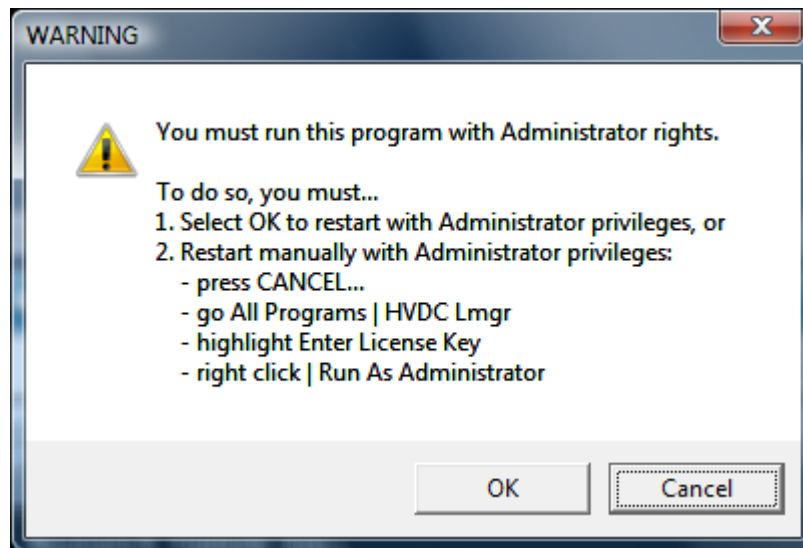 WARNING
You must run this program with Administrator rights.
To do so, you must...
1. Select OK to restart with Administrator privileges, or
2. Restart manually with Administrator privileges:
- press CANCEL...
- go All Programs | HVDC Lmgr
- highlight Enter License Key
- right click | Run As Administrator
OK
Cancel